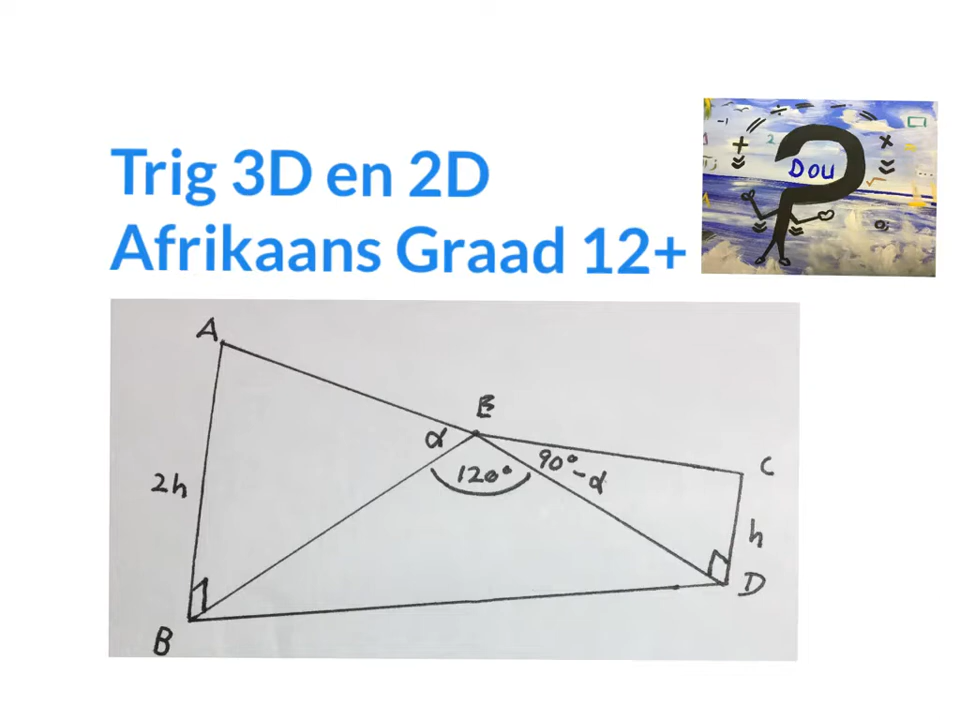 Trig 3D en 2D
Afrikaans Graad 12+
Dou
A
E
α
120°
90°-α
C
2h
h
D
B